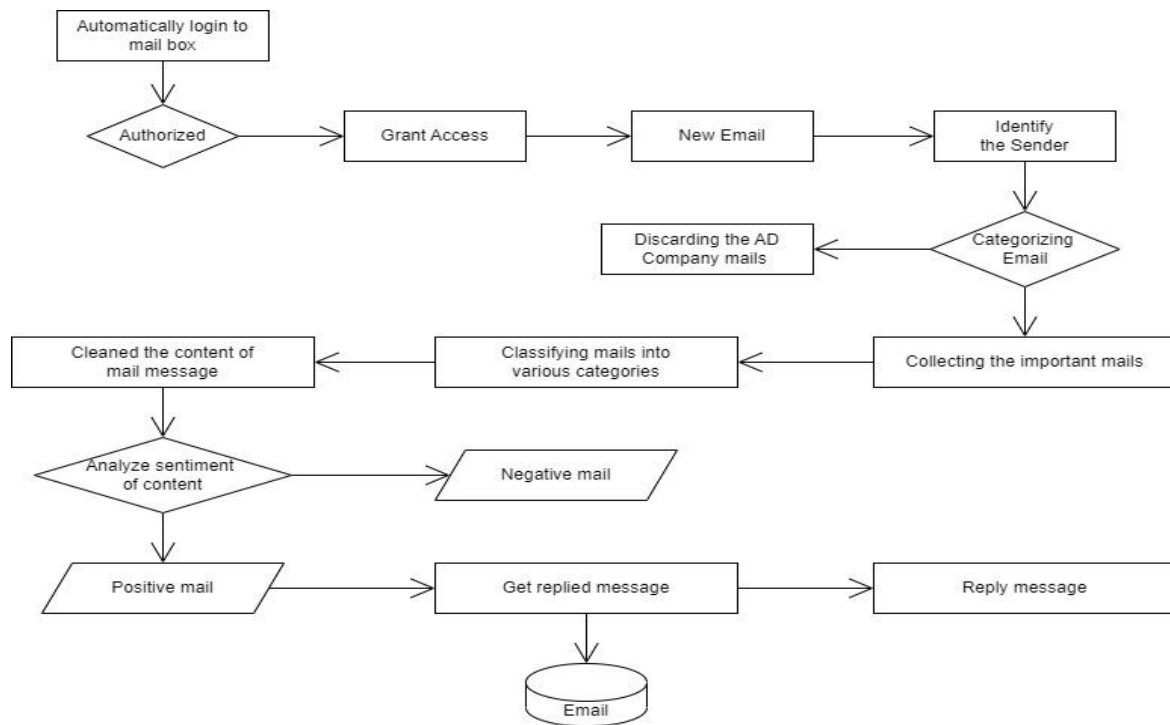 Automatically login to
mail box
Authorized
Grant Access
New Email
Identify
the Sender
Discarding the AD
Company mails
Categorizing
Email
Cleaned the content of
mail message
Classifying mails into
various categories
Collecting the important mails
Analyze sentiment
of content
Negative mail
Positive mail
Get replied message
Reply message
Email